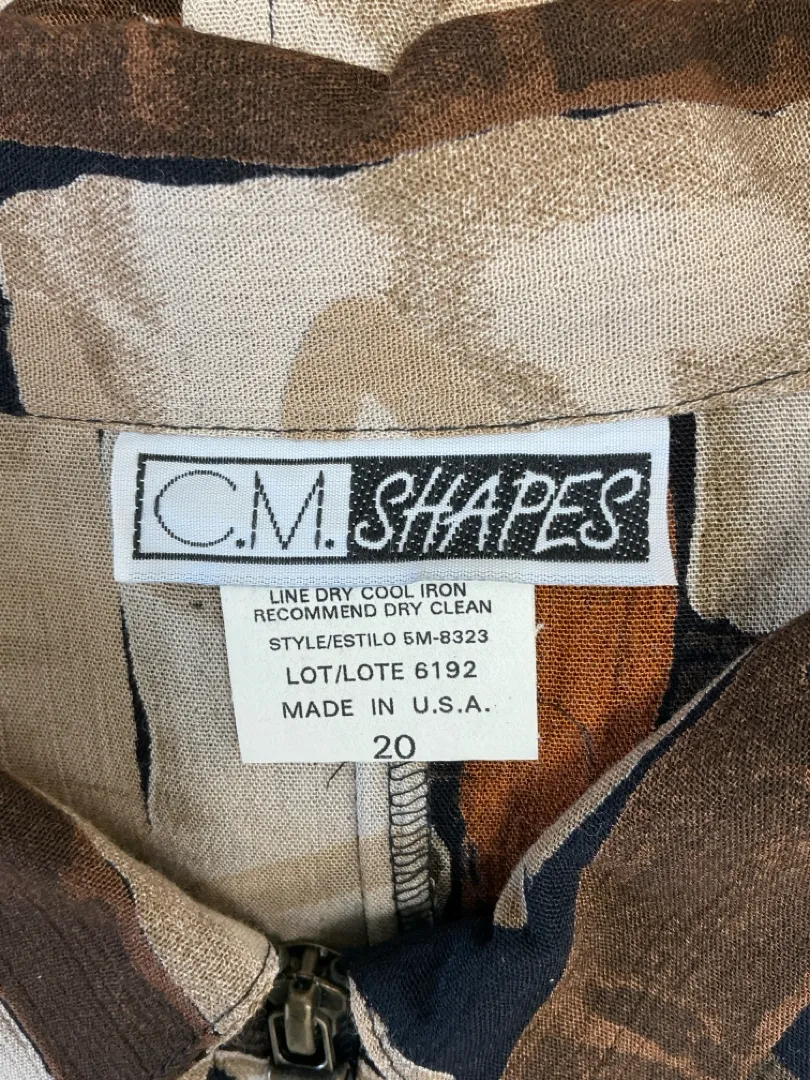 C.M. SHAPES
LINE DRY COOL IRON
RECOMMEND DRY CLEAN
STYLE/ESTILO 5M-8323
LOT/LOTE 6192
MADE IN U.S.A.
20